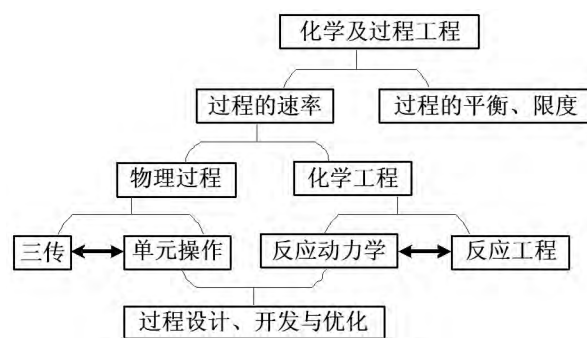 化学及过程工程
过程的速率
过程的平衡、限度
物理过程
化学工程
三传
单元操作
反应动力学
反应工程
过程设计、开发与优化